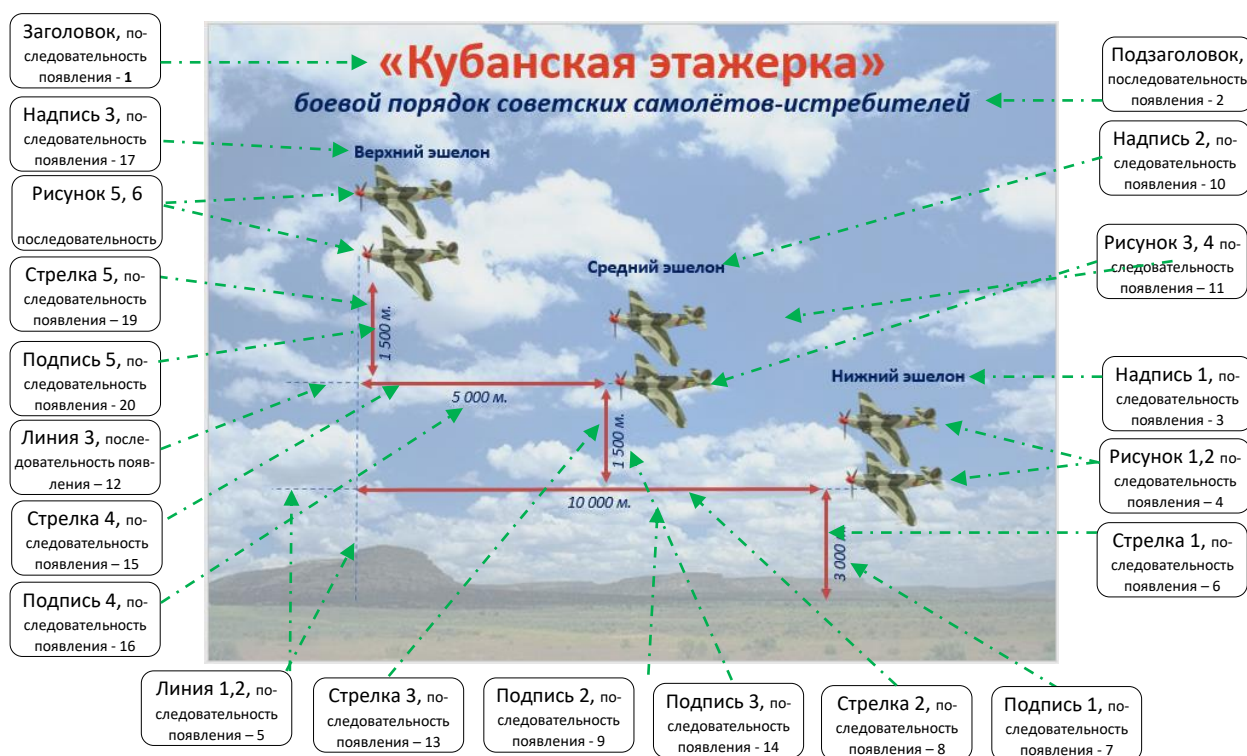 Заголовок, по-
следовательность
появления - 1
Надпись 3, по-
следовательность
появления - 17
Рисунок 5, 6
последовательность
Стрелка 5, по-
следовательность
появления – 19
Подпись 5, по-
следовательность
появления - 20
Линия 3, после-
довательность появ-
ления – 12
Стрелка 4, по-
следовательность
появления – 15
Подпись 4, по-
следовательность
появления - 16
«Кубанская этажерка»
боевой порядок советских самолётов-истребителей
Верхний эшелон
Средний эшелон
Нижний эшелон
1 500 м.
5 000 м.
1 500 м.
10 000 м.
3 000
Подзаголовок,
последовательность
появления - 2
Надпись 2, по-
следовательность
появления - 10
Рисунок 3, 4 по-
следовательность
появления - 11
Надпись 1, по-
следовательность
появления - 3
Рисунок 1,2 по-
следовательность
появления – 4
Стрелка 1, по-
следовательность
появления – 6
Линия 1,2, по-
следовательность
появления – 5
Стрелка 3, по-
следовательность
появления – 13
Подпись 2, по-
следовательность
появления - 9
Подпись 3, по-
следовательность
появления - 14
Стрелка 2, по-
следовательность
появления – 8
Подпись 1, по-
следовательность
появления - 7